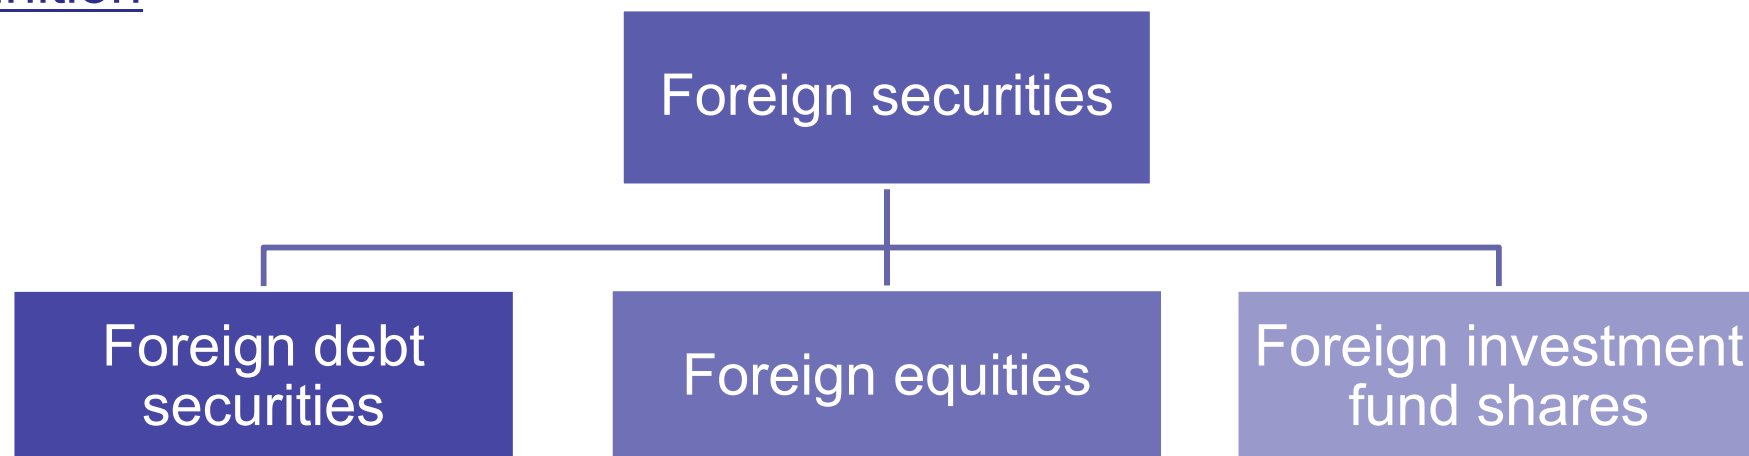 Foreign securities
Foreign debt
securities
Foreign equities
Foreign investment
fund shares